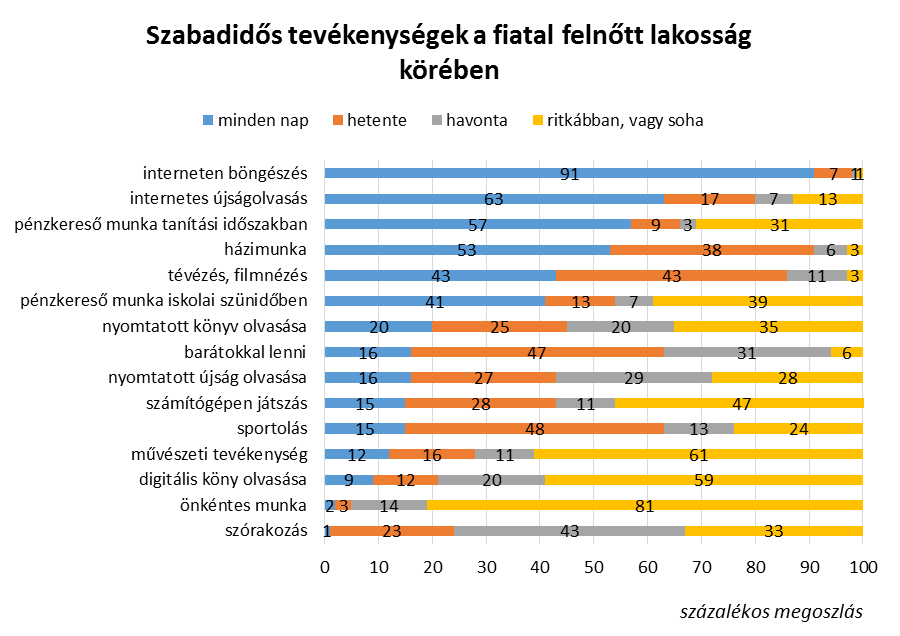 Szabadidős tevékenységek a fiatal felnőtt lakosság
körében
minden nap hetente havonta ritkábban, vagy soha
interneten böngészés 91 7 1 1
internetes újságolvasás 63 17 7 13
pénzkereső munka tanítási időszakban 57 9 3 31
házimunka 53 38 6 3
tévézés, filmnézés 43 43 11 3
pénzkereső munka iskolai szünidőben 41 13 7 39
nyomtatott könyv olvasása 20 25 20 35
barátokkal lenni 16 47 31 6
nyomtatott újság olvasása 16 27 29 28
számítógépen játszás 15 28 11 47
sportolás 15 48 13 24
művészeti tevékenység 12 16 11 61
digitális köny olvasása 9 12 20 59
önkéntes munka 2 3 14 81
szórakozás 1 23 43 33
0 10 20 30 40 50 60 70 80 90 100
százalékos megoszlás